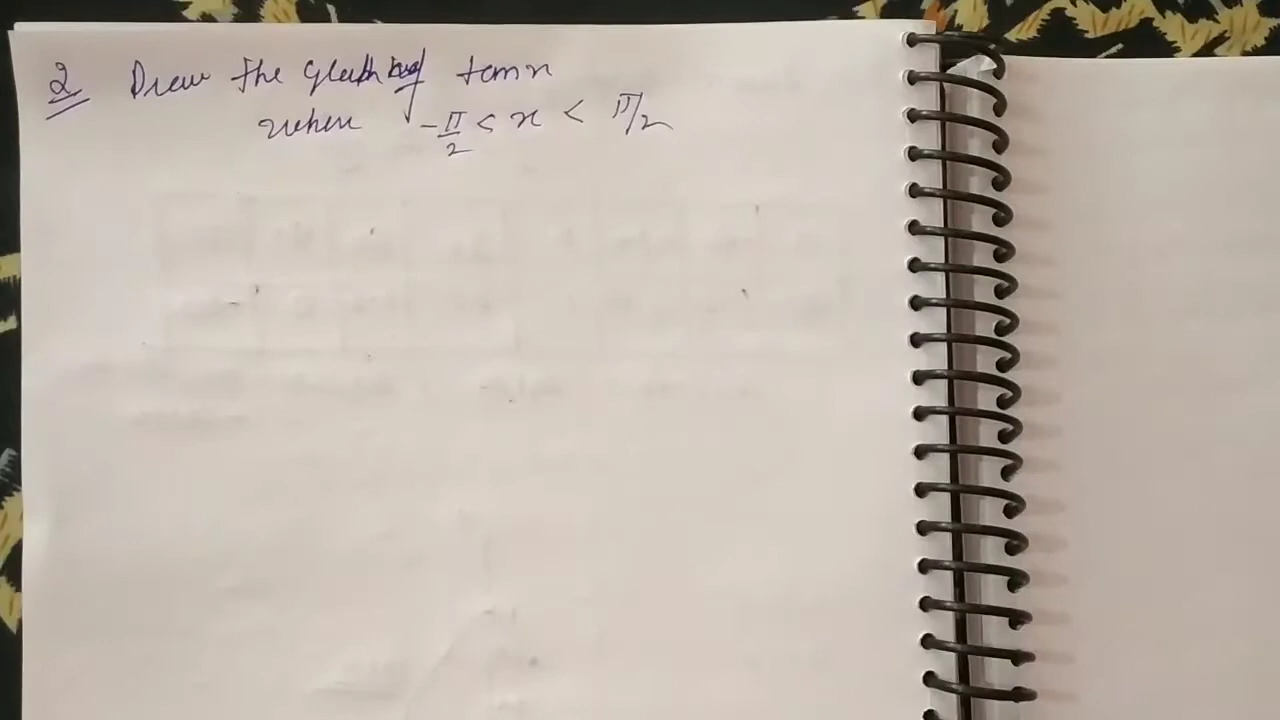 2 Draw the graph of tan x
when -π/2 < x < π/2